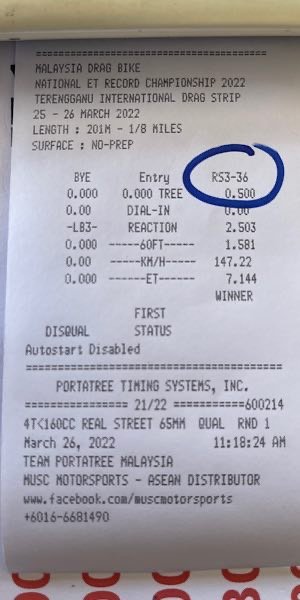 ========================================
MALAYSIA DRAG BIKE
NATIONAL ET RECORD CHAMPIONSHIP 2022
TERENGGANU INTERNATIONAL DRAG STRIP
25 - 26 MARCH 2022
LENGTH : 201M - 1/8 MILES
SURFACE : NO-PREP
BYE Entry RS3-36
0.000 0.000 TREE 0.500
0.00 DIAL-IN 0.00
-LB3- REACTION 2.503
0.000 -----60FT----- 1.581
0.00 -----KM/H----- 147.22
0.000 ------ET------ 7.144
WINNER
FIRST
DISQUAL STATUS
Autostart Disabled
========================================
PORTATREE TIMING SYSTEMS, INC.
================ 21/22 ===========600214
4T<160CC REAL STREET 65MM QUAL RND 1
March 26, 2022 11:18:24 AM
TEAM PORTATREE MALAYSIA
MUSC MOTORSPORTS - ASEAN DISTRIBUTOR
www.facebook.com/muscmotorsports
+6016-6681490